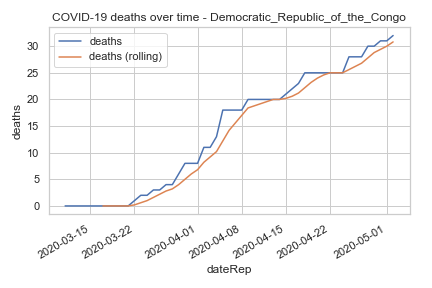 COVID-19 deaths over time - Democratic_Republic_of_the_Congo
deaths
deaths (rolling)
30
25
20
15
10
5
0
deaths
2020-03-15
2020-03-22
2020-04-01
2020-04-08
2020-04-15
2020-04-22
2020-05-01
dateRep